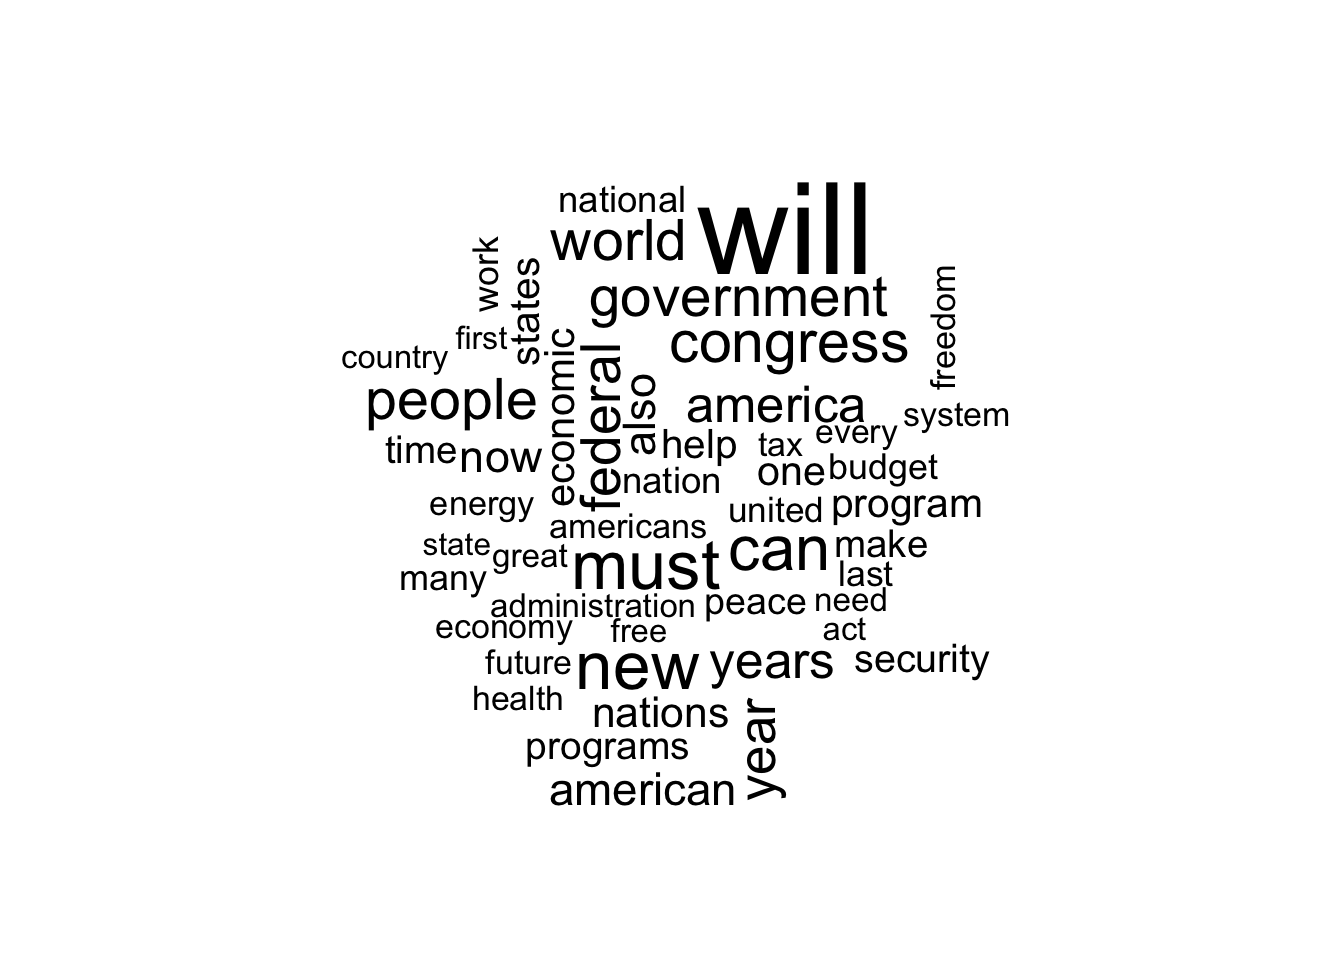 national
will
world
work
states
government
freedom
congress
first
country
economic
federal
also
people
america
system
every
help
tax
time
now
one
budget
nation
energy
united
program
americans
state
great
must
can
make
many
last
administration
peace
need
economy
free
act
future
new
years
security
health
nations
year
programs
american